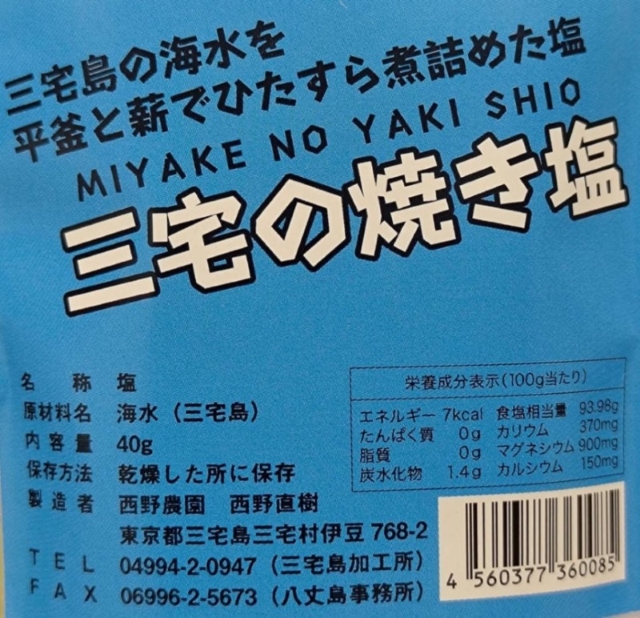 三宅島の海水を
平釜と薪でひたすら煮詰めた塩
MIYAKE NO YAKI SHIO
三宅の焼き塩
名称 塩
原材料名 海水（三宅島）
内容量 40g
保存方法 乾燥した所に保存
製造者 西野農園 西野直樹
東京都三宅島三宅村伊豆 768-2
TEL 04994-2-0947（三宅島加工所）
FAX 06996-2-5673（八丈島事務所）
栄養成分表示（100g当たり）
エネルギー 7kcal 食塩相当量 93.98g
たんぱく質 0g カリウム 370mg
脂質 0g マグネシウム 900mg
炭水化物 1.4g カルシウム 150mg
4 560377 360085